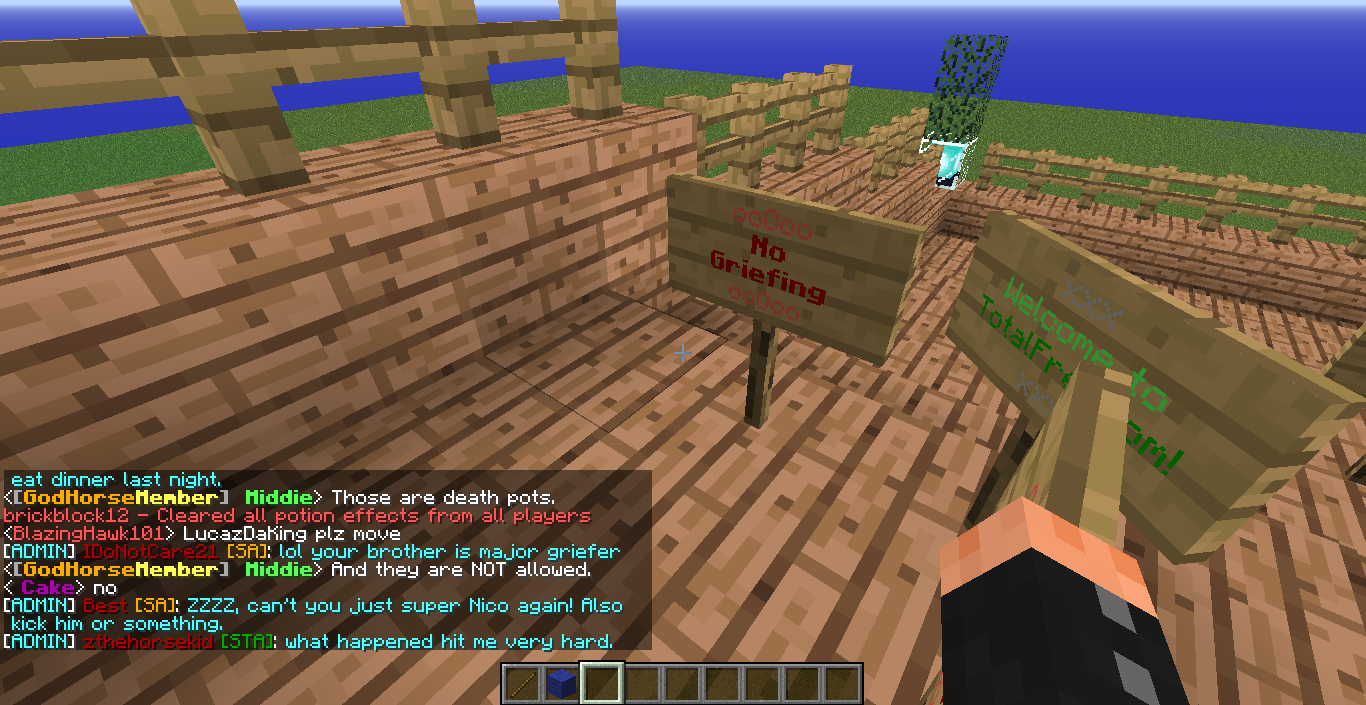 ooOoo
No
Griefing
ooOoo
xxx
Welcome to
TotalFre om!
xxx
eat dinner last night.
<[GodHorseMember] Middie> Those are death pots.
brickblock12 - Cleared all potion effects from all players
<BlazingHawk101> LucazDaKing plz move
[ADMIN] IDoNotCare21 [SA]: lol your brother is major griefer
<[GodHorseMember] Middie> And they are NOT allowed.
< Cake> no
[ADMIN] Best [SA]: ZZZZ, can't you just super Nico again! Also
kick him or something.
[ADMIN] zthehorsekid [STA]: what happened hit me very hard.